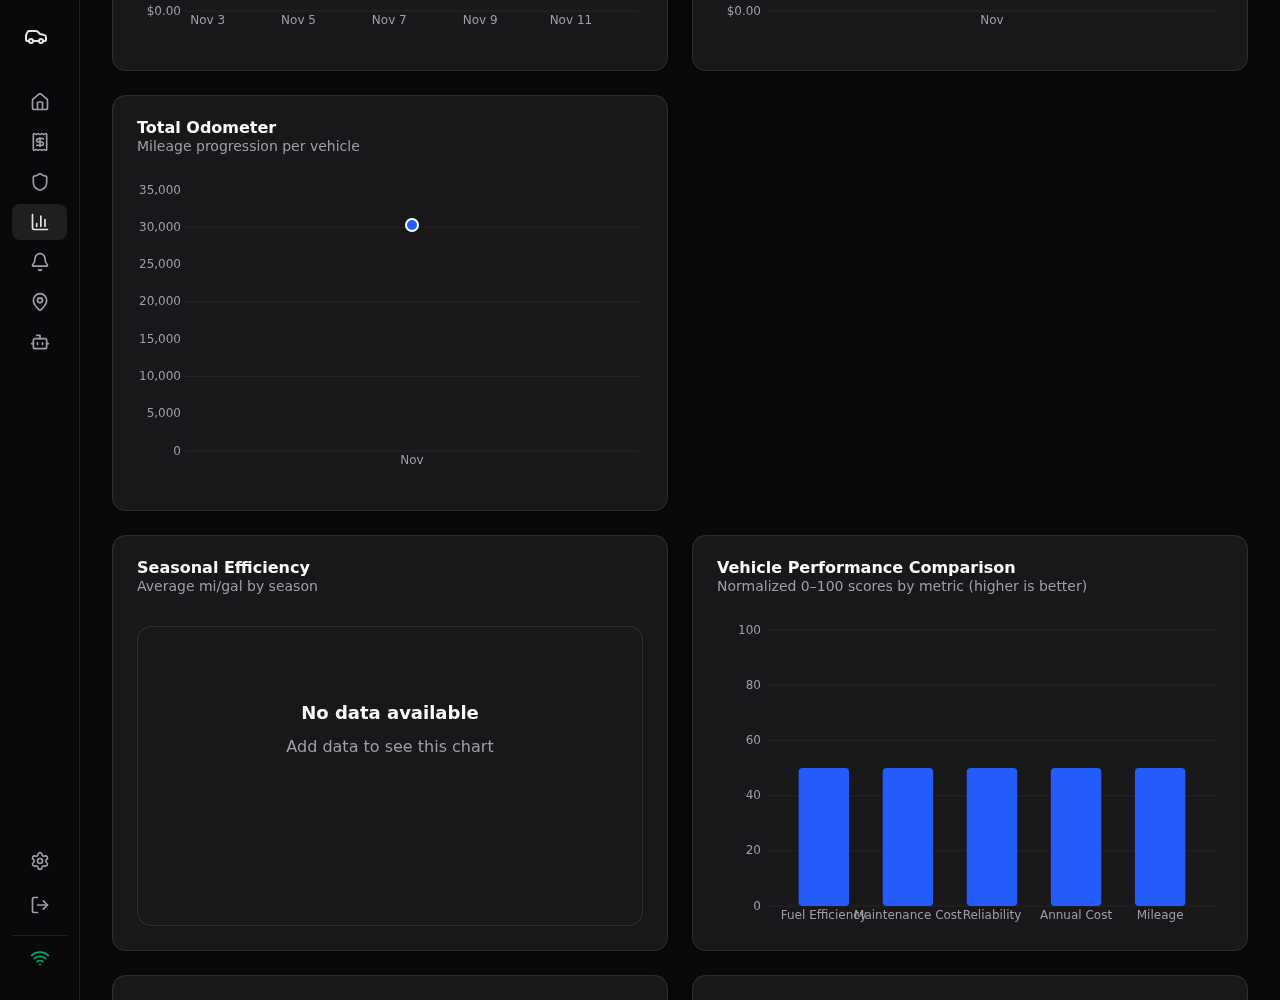 $0.00
Nov 3 Nov 5 Nov 7 Nov 9 Nov 11
$0.00
Nov
Total Odometer
Mileage progression per vehicle
35,000
30,000
25,000
20,000
15,000
10,000
5,000
0
Nov
Seasonal Efficiency
Average mi/gal by season
No data available
Add data to see this chart
Vehicle Performance Comparison
Normalized 0–100 scores by metric (higher is better)
100
80
60
40
20
0
Fuel Efficiency Maintenance Cost Reliability Annual Cost Mileage